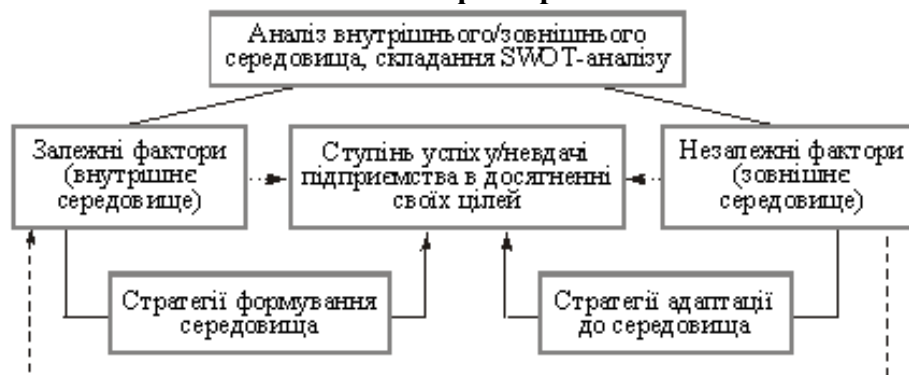 Аналіз внутрішнього/зовнішнього
середовища, складання SWOT-аналізу
Залежні фактори
(внутрішнє
середовище)
Ступінь успіху/невдачі
підприємства в досягненні
своїх цілей
Незалежні фактори
(зовнішнє
середовище)
Стратегії формування
середовища
Стратегії адаптації
до середовища